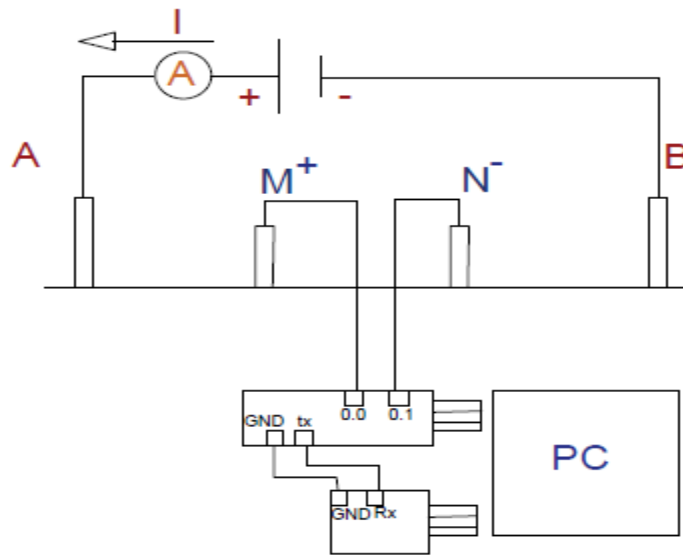 I
A
+ -
A
B
M+
N-
0.0 0.1
GND tx
PC
GND Rx